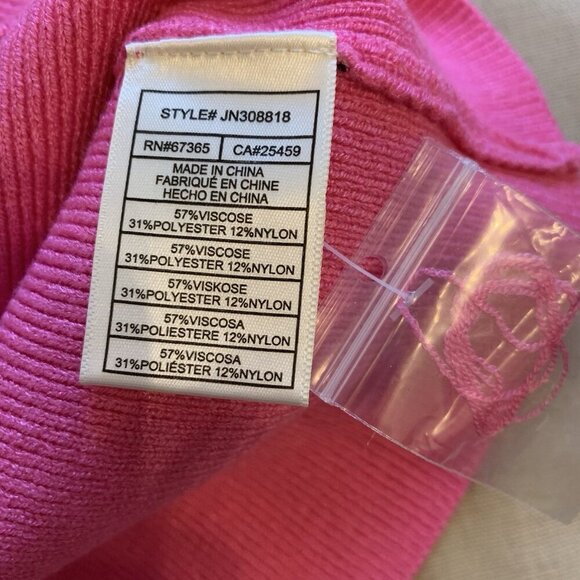 STYLE# JN308818
RN#67365 CA#25459
MADE IN CHINA
FABRIQUÉ EN CHINE
HECHO EN CHINA
57%VISCOSE
31%POLYESTER 12%NYLON
57%VISCOSE
31%POLYESTER 12%NYLON
57%VISKOSE
31%POLYESTER 12%NYLON
57%VISCOSA
31%POLIESTERE 12%NYLON
57%VISCOSA
31%POLIÉSTER 12%NYLON